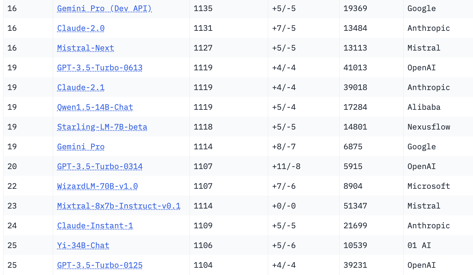 16 Gemini Pro (Dev API) 1135 +5/-5 19369 Google
16 Claude-2.0 1131 +7/-5 13484 Anthropic
16 Mistral-Next 1127 +5/-5 13113 Mistral
19 GPT-3.5-Turbo-0613 1119 +4/-4 41013 OpenAI
19 Claude-2.1 1119 +4/-4 39018 Anthropic
19 Qwen1.5-14B-Chat 1119 +5/-4 17284 Alibaba
19 Starling-LM-7B-beta 1118 +5/-5 14801 Nexusflow
19 Gemini Pro 1114 +8/-7 6875 Google
20 GPT-3.5-Turbo-0314 1107 +11/-8 5915 OpenAI
22 WizardLM-70B-v1.0 1107 +7/-6 8904 Microsoft
23 Mixtral-8x7b-Instruct-v0.1 1114 +0/-0 51347 Mistral
24 Claude-Instant-1 1109 +5/-5 21699 Anthropic
25 Yi-34B-Chat 1106 +5/-6 10539 01 AI
25 GPT-3.5-Turbo-0125 1104 +4/-4 39231 OpenAI